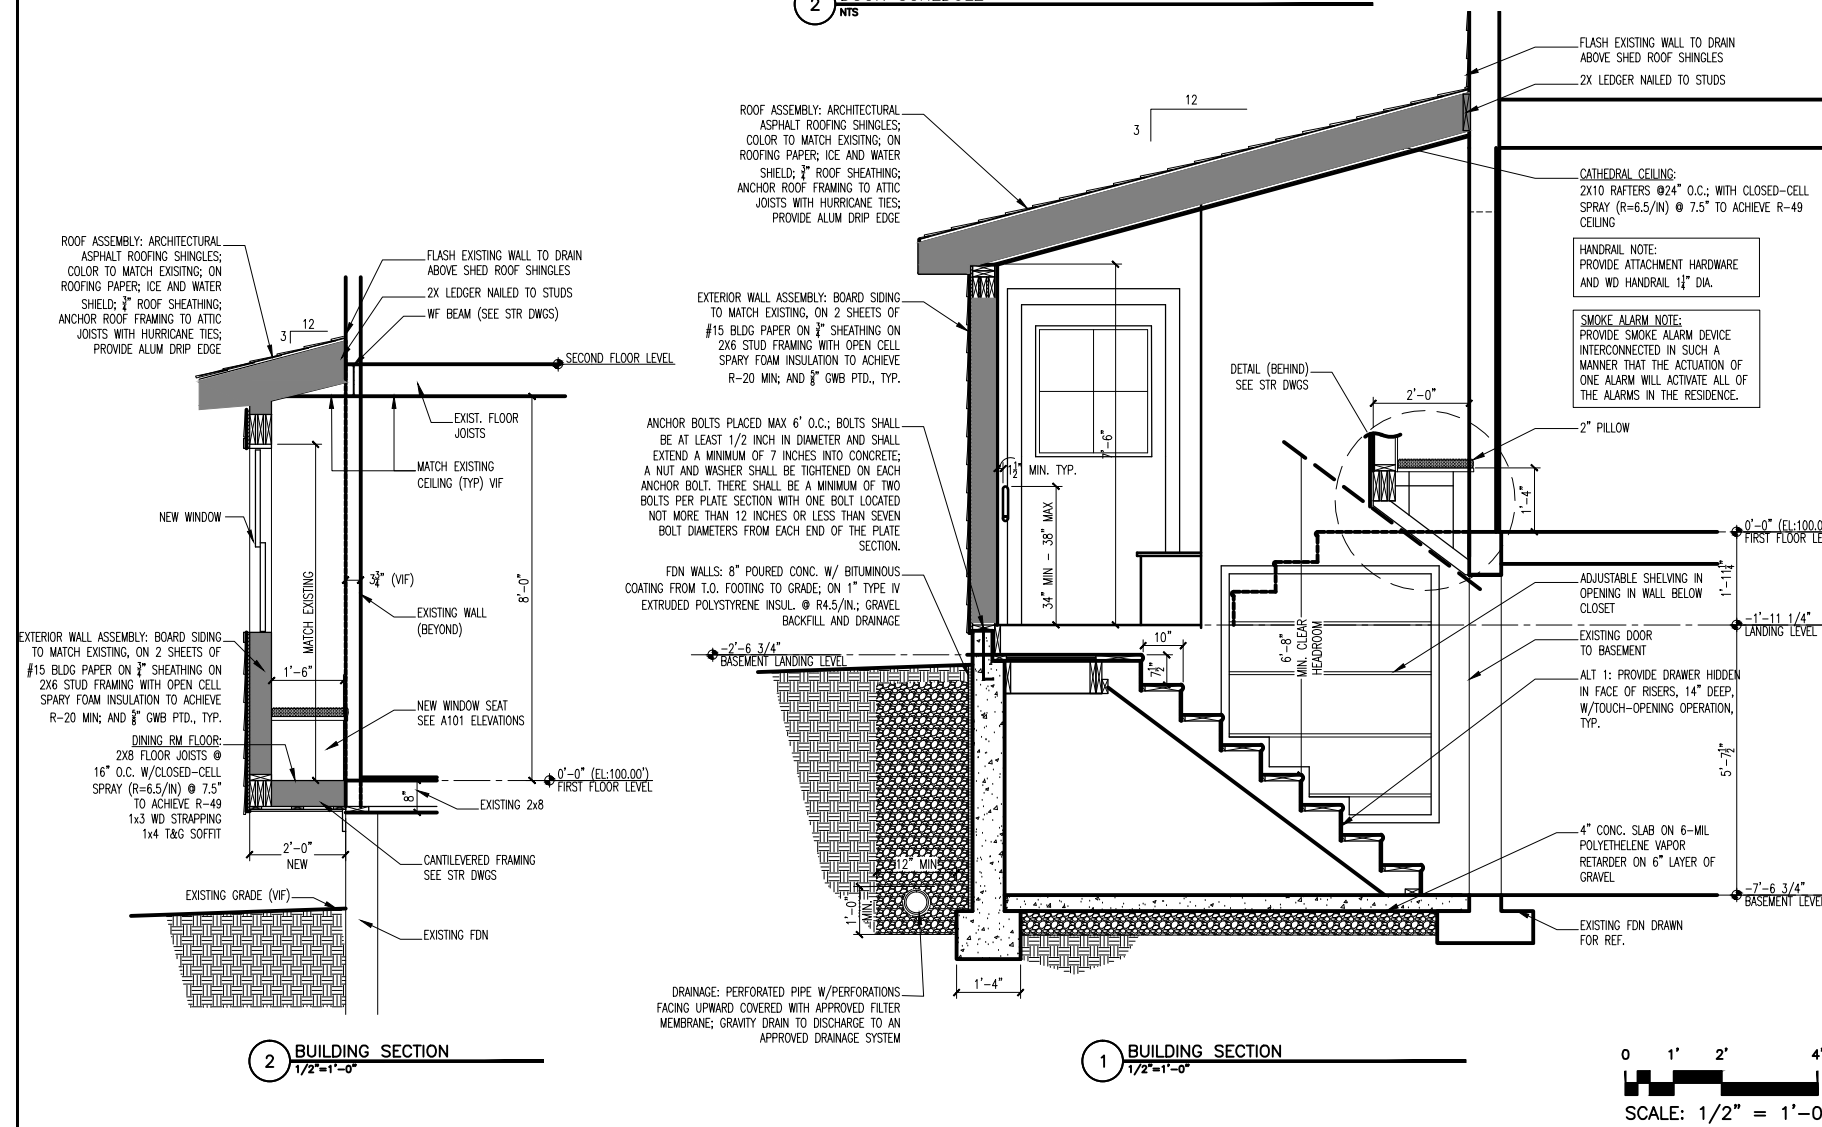 2
NTS
ROOF ASSEMBLY: ARCHITECTURAL
ASPHALT ROOFING SHINGLES;
COLOR TO MATCH EXISITNG; ON
ROOFING PAPER; ICE AND WATER
SHIELD; 3/4" ROOF SHEATHING;
ANCHOR ROOF FRAMING TO ATTIC
JOISTS WITH HURRICANE TIES;
PROVIDE ALUM DRIP EDGE
12
3
FLASH EXISTING WALL TO DRAIN
ABOVE SHED ROOF SHINGLES
2X LEDGER NAILED TO STUDS
WF BEAM (SEE STR DWGS)
SECOND FLOOR LEVEL
EXIST. FLOOR
JOISTS
MATCH EXISTING
CEILING (TYP) VIF
NEW WINDOW
MATCH EXISTING
3 3/4" (VIF)
8'-0"
EXISTING WALL
(BEYOND)
EXTERIOR WALL ASSEMBLY: BOARD SIDING
TO MATCH EXISTING, ON 2 SHEETS OF
#15 BLDG PAPER ON 3/4" SHEATHING ON
2X6 STUD FRAMING WITH OPEN CELL
SPARY FOAM INSULATION TO ACHIEVE
R-20 MIN; AND 5/8" GWB PTD., TYP.
1'-6"
NEW WINDOW SEAT
SEE A101 ELEVATIONS
DINING RM FLOOR:
2X8 FLOOR JOISTS @
16" O.C. W/CLOSED-CELL
SPRAY (R=6.5/IN) @ 7.5"
TO ACHIEVE R-49
1x3 WD STRAPPING
1x4 T&G SOFFIT
0'-0" (EL:100.00')
FIRST FLOOR LEVEL
8"
EXISTING 2x8
2'-0"
NEW
CANTILEVERED FRAMING
SEE STR DWGS
EXISTING GRADE (VIF)
EXISTING FDN
2
BUILDING SECTION
1/2"=1'-0"
ROOF ASSEMBLY: ARCHITECTURAL
ASPHALT ROOFING SHINGLES;
COLOR TO MATCH EXISITNG; ON
ROOFING PAPER; ICE AND WATER
SHIELD; 3/4" ROOF SHEATHING;
ANCHOR ROOF FRAMING TO ATTIC
JOISTS WITH HURRICANE TIES;
PROVIDE ALUM DRIP EDGE
12
3
EXTERIOR WALL ASSEMBLY: BOARD SIDING
TO MATCH EXISTING, ON 2 SHEETS OF
#15 BLDG PAPER ON 3/4" SHEATHING ON
2X6 STUD FRAMING WITH OPEN CELL
SPARY FOAM INSULATION TO ACHIEVE
R-20 MIN; AND 5/8" GWB PTD., TYP.
ANCHOR BOLTS PLACED MAX 6' O.C.; BOLTS SHALL
BE AT LEAST 1/2 INCH IN DIAMETER AND SHALL
EXTEND A MINIMUM OF 7 INCHES INTO CONCRETE;
A NUT AND WASHER SHALL BE TIGHTENED ON EACH
ANCHOR BOLT. THERE SHALL BE A MINIMUM OF TWO
BOLTS PER PLATE SECTION WITH ONE BOLT LOCATED
NOT MORE THAN 12 INCHES OR LESS THAN SEVEN
BOLT DIAMETERS FROM EACH END OF THE PLATE
SECTION.
FDN WALLS: 8" POURED CONC. W/ BITUMINOUS
COATING FROM T.O. FOOTING TO GRADE; ON 1" TYPE IV
EXTRUDED POLYSTYRENE INSUL. @ R4.5/IN.; GRAVEL
BACKFILL AND DRAINAGE
-2'-6 3/4"
BASEMENT LANDING LEVEL
7'-6"
1 1/2" MIN. TYP.
34" MIN - 38" MAX
10"
7 1/2"
6'-8"
MIN. CLEAR
HEADROOM
DETAIL (BEHIND)
SEE STR DWGS
2'-0"
1'-4"
12" MIN
1'-0"
MIN.
1'-4"
DRAINAGE: PERFORATED PIPE W/PERFORATIONS
FACING UPWARD COVERED WITH APPROVED FILTER
MEMBRANE; GRAVITY DRAIN TO DISCHARGE TO AN
APPROVED DRAINAGE SYSTEM
FLASH EXISTING WALL TO DRAIN
ABOVE SHED ROOF SHINGLES
2X LEDGER NAILED TO STUDS
CATHEDRAL CEILING:
2X10 RAFTERS @24" O.C.; WITH CLOSED-CELL
SPRAY (R=6.5/IN) @ 7.5" TO ACHIEVE R-49
CEILING
HANDRAIL NOTE:
PROVIDE ATTACHMENT HARDWARE
AND WD HANDRAIL 1 1/4" DIA.
SMOKE ALARM NOTE:
PROVIDE SMOKE ALARM DEVICE
INTERCONNECTED IN SUCH A
MANNER THAT THE ACTUATION OF
ONE ALARM WILL ACTIVATE ALL OF
THE ALARMS IN THE RESIDENCE.
2" PILLOW
0'-0" (EL:100.0
FIRST FLOOR LE
1'-11 1/4"
ADJUSTABLE SHELVING IN
OPENING IN WALL BELOW
CLOSET
-1'-11 1/4"
LANDING LEVEL
EXISTING DOOR
TO BASEMENT
ALT 1: PROVIDE DRAWER HIDDEN
IN FACE OF RISERS, 14" DEEP,
W/TOUCH-OPENING OPERATION,
TYP.
5'-7 1/2"
4" CONC. SLAB ON 6-MIL
POLYETHELENE VAPOR
RETARDER ON 6" LAYER OF
GRAVEL
-7'-6 3/4"
BASEMENT LEVE
EXISTING FDN DRAWN
FOR REF.
1
BUILDING SECTION
1/2"=1'-0"
0 1' 2' 4'
SCALE: 1/2" = 1'-0